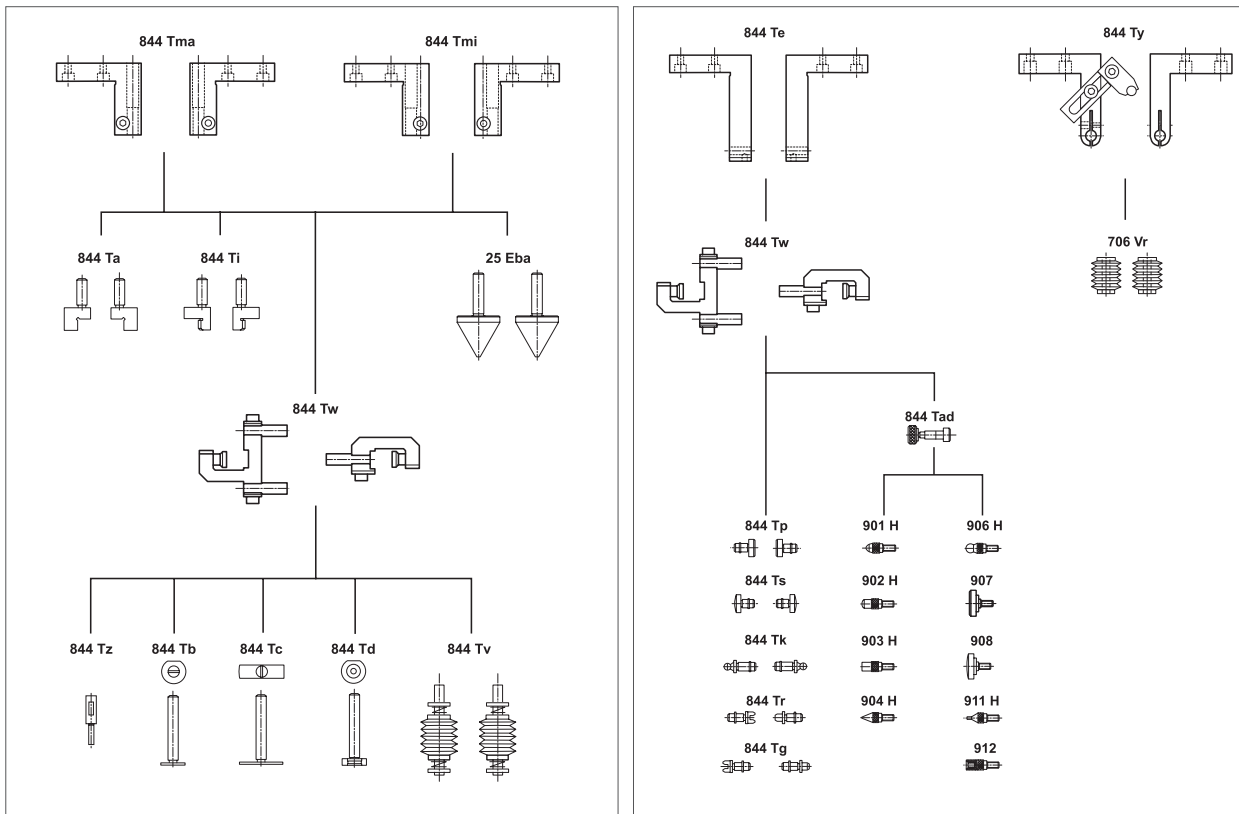 844 Tma
844 Tmi
844 Ta
844 Ti
25 Eba
844 Tw
844 Tz
844 Tb
844 Tc
844 Td
844 Tv
844 Te
844 Ty
844 Tw
706 Vr
844 Tad
844 Tp
901 H
906 H
844 Ts
902 H
907
844 Tk
903 H
908
844 Tr
904 H
911 H
844 Tg
912